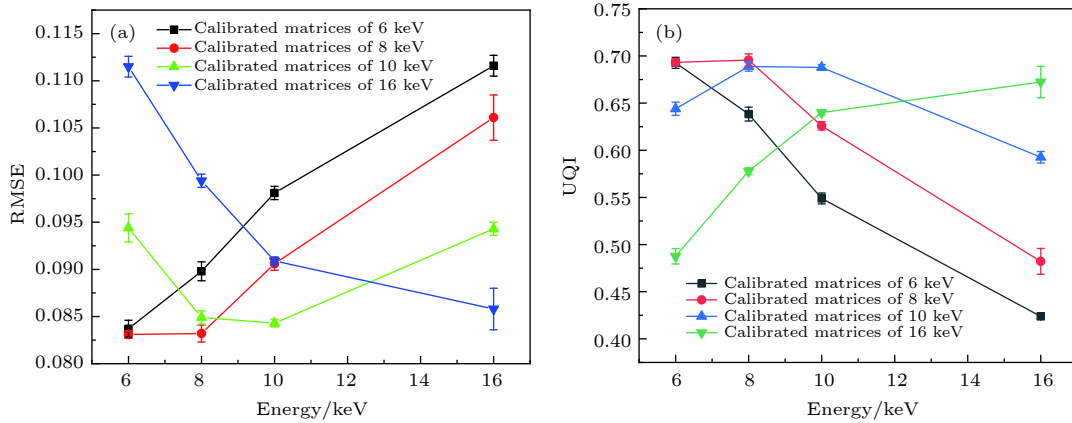 (a)
Calibrated matrices of 6 keV
Calibrated matrices of 8 keV
Calibrated matrices of 10 keV
Calibrated matrices of 16 keV
0.115
0.110
0.105
0.100
0.095
0.090
0.085
0.080
RMSE
6
8
10
12
14
16
Energy/keV
(b)
0.75
0.70
0.65
0.60
0.55
0.50
0.45
0.40
UQI
Calibrated matrices of 6 keV
Calibrated matrices of 8 keV
Calibrated matrices of 10 keV
Calibrated matrices of 16 keV
6
8
10
12
14
16
Energy/keV